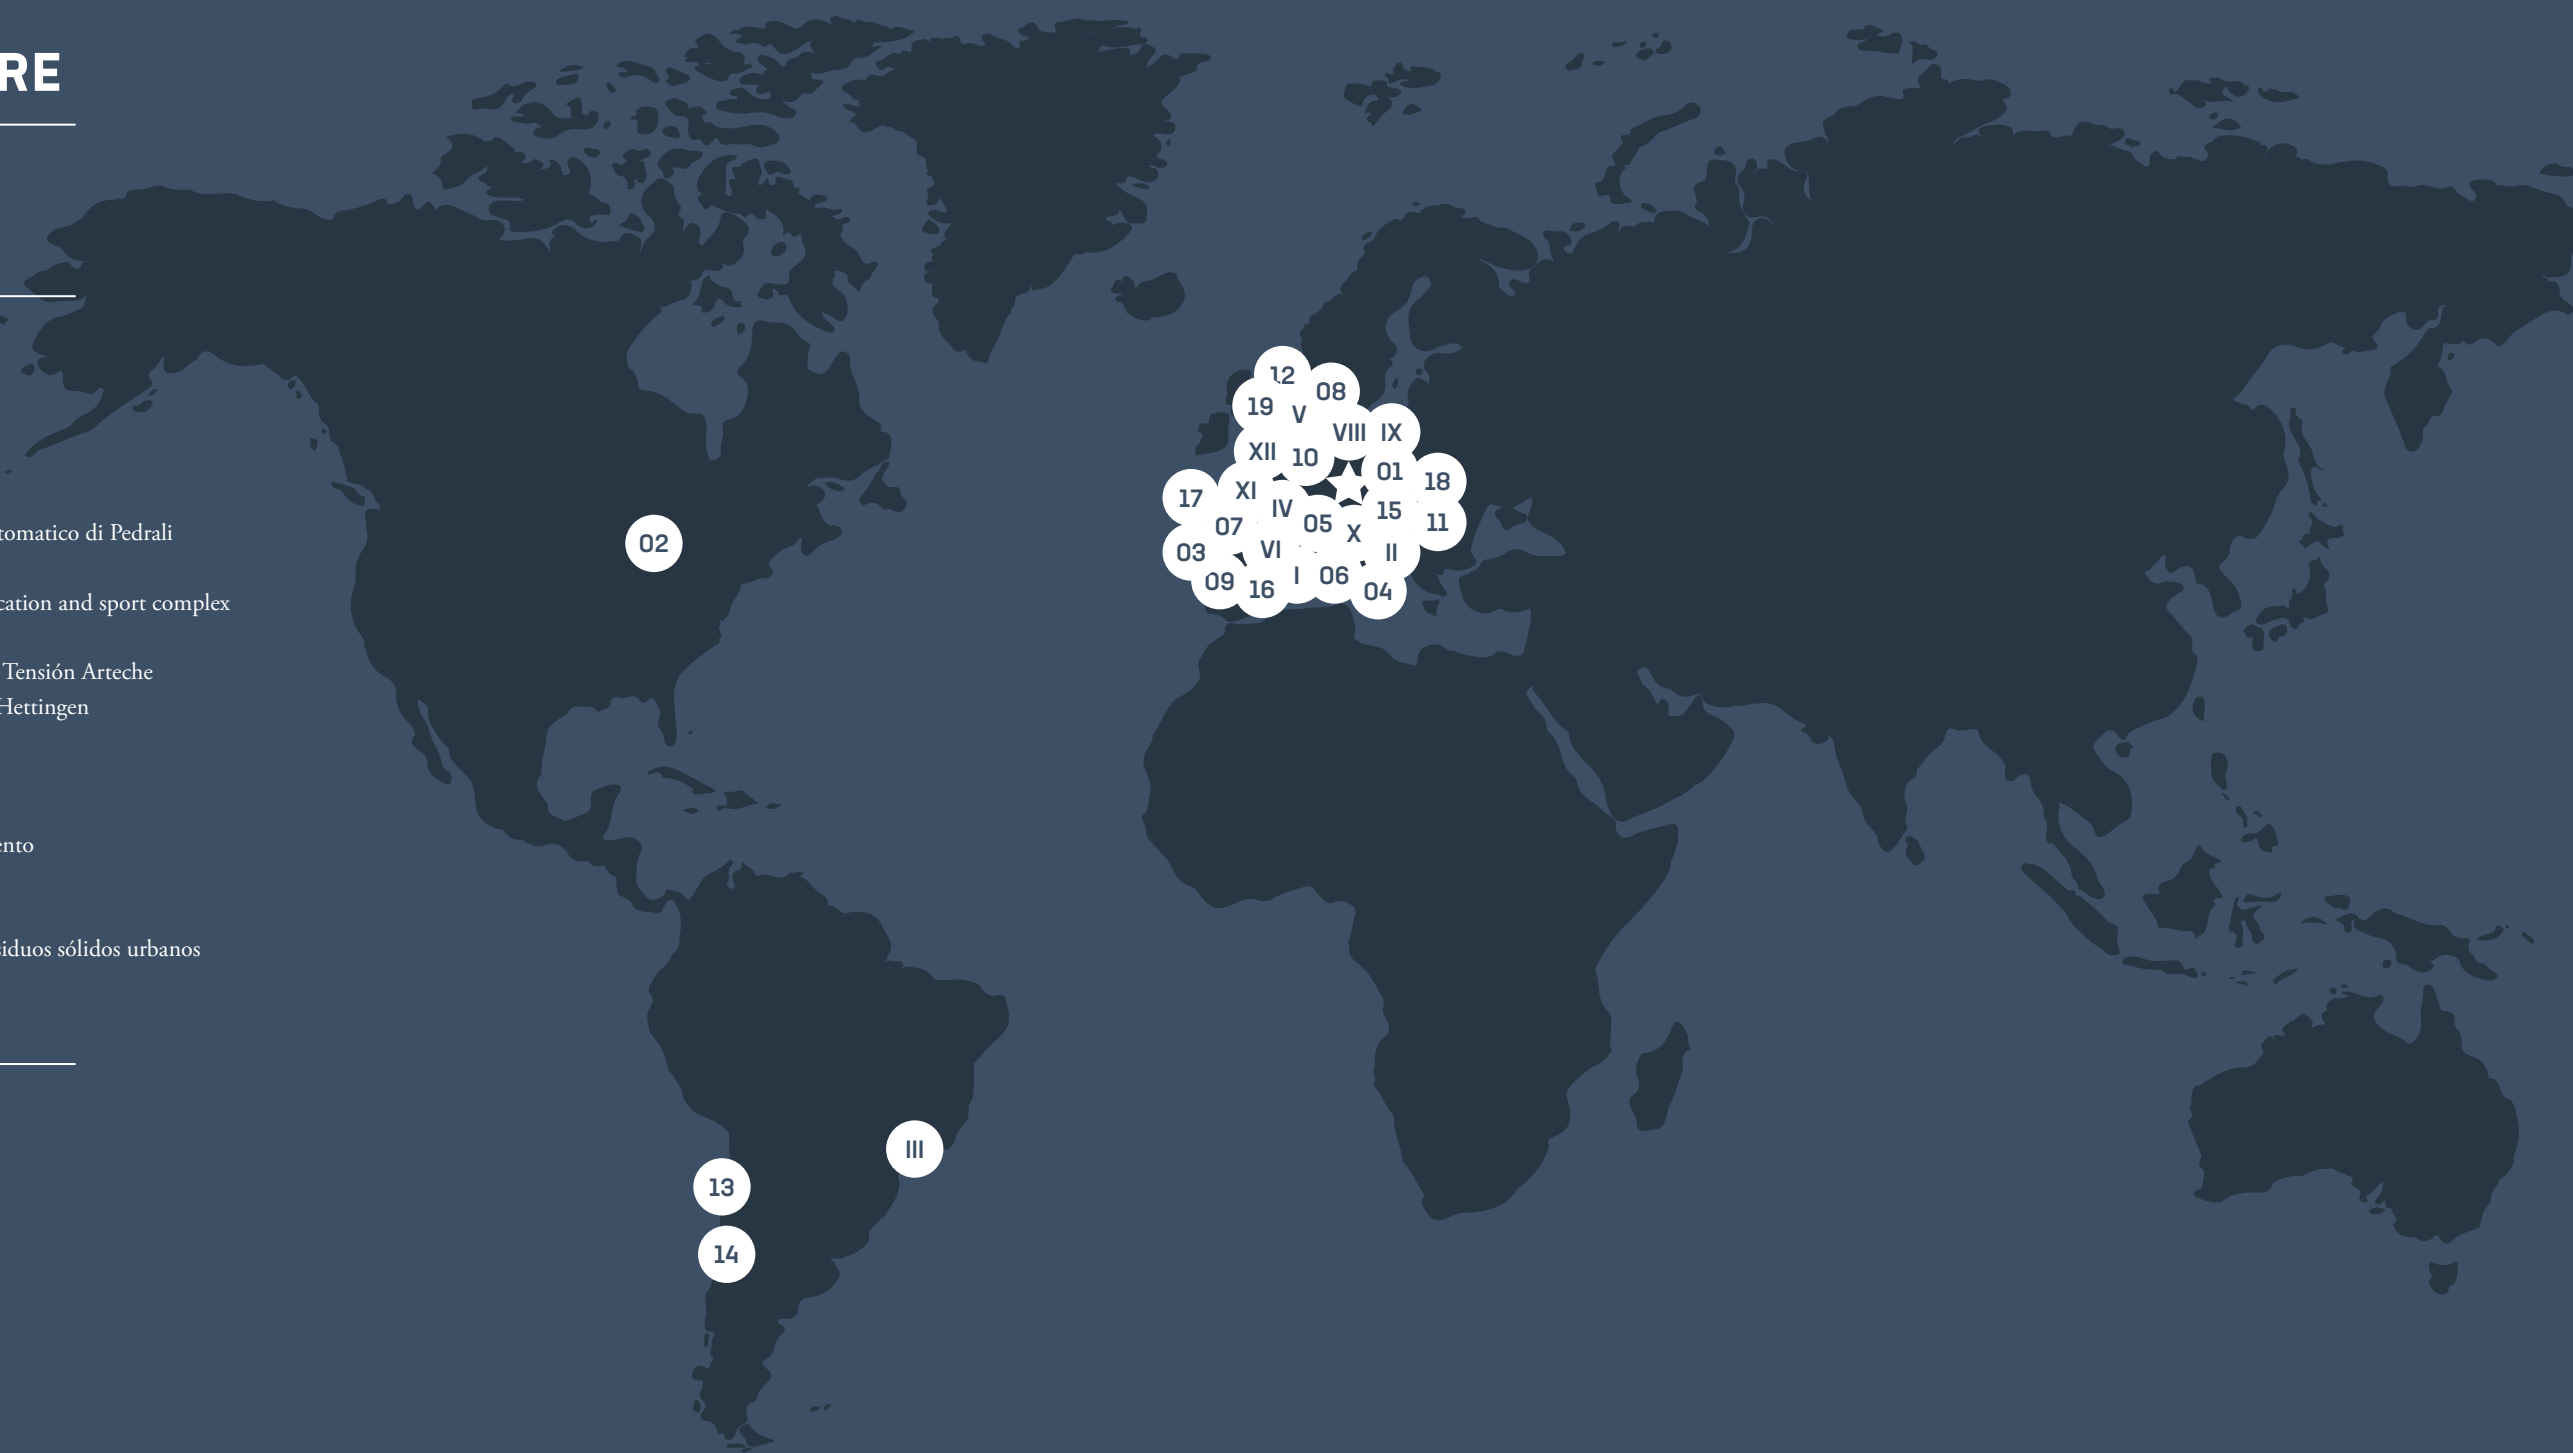 RE
tomatico di Pedrali
cation and sport complex
Tensión Arteche
Hettingen
ento
siduos sólidos urbanos
12
08
19
V
VIII
IX
XII
10
01
18
17
XI
IV
15
07
05
X
11
03
VI
II
09
16
I
06
04
02
III
13
14